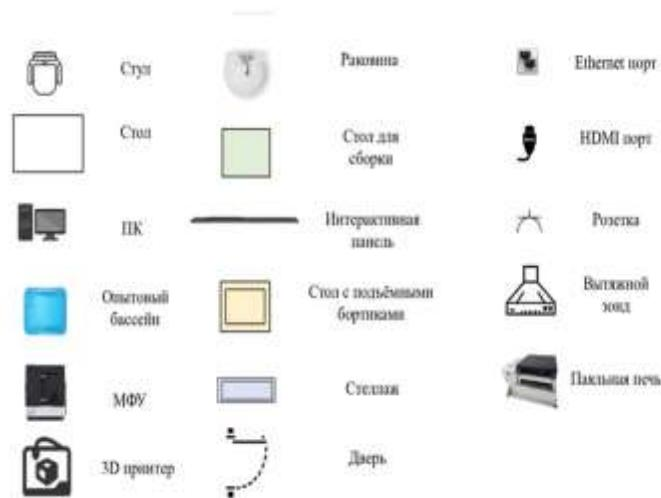 Стул
Раковина
Ethernet порт
Стол
Стол для
сборки
HDMI порт
ПК
Интерактивная
панель
Розетка
Опытовый
бассейн
Стол с подъёмными
бортиками
Вытяжной
зонд
МФУ
Стеллаж
Паяльная печь
3D принтер
Дверь